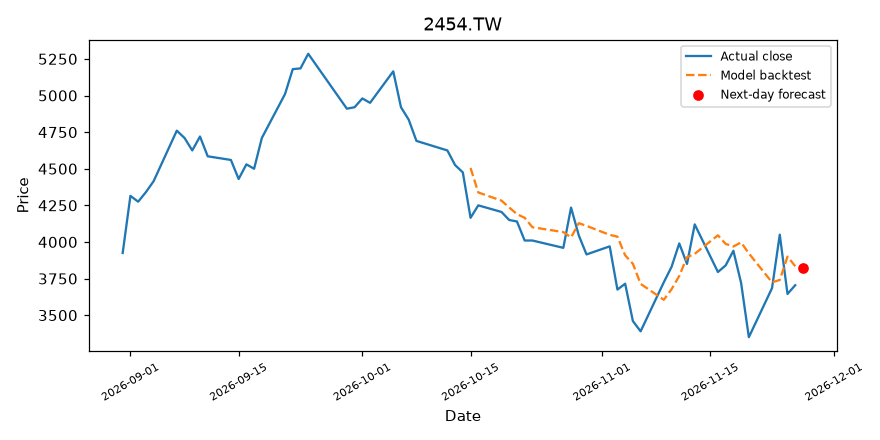 2454.TW
Actual close
Model backtest
Next-day forecast
Price
5250
5000
4750
4500
4250
4000
3750
3500
2026-09-01
2026-09-15
2026-10-01
2026-10-15
2026-11-01
2026-11-15
2026-12-01
Date